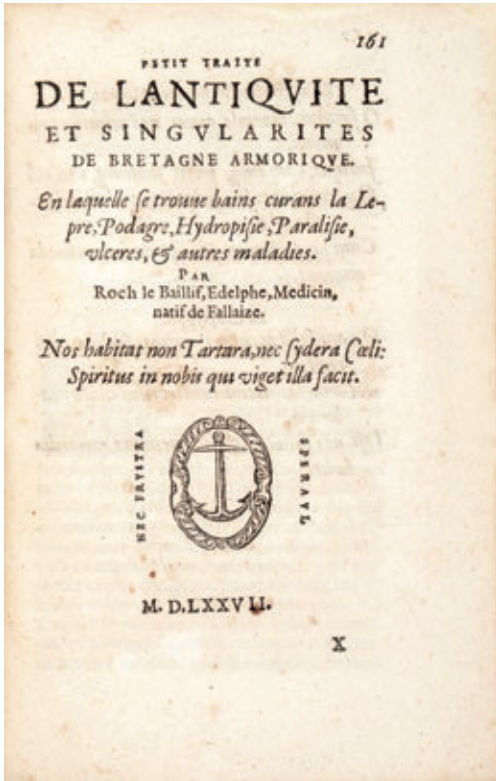 161
PETIT TRAITE
DE LANTIQVITE
ET SINGVLARITES
DE BRETAGNE ARMORIQVE.
En laquelle ſe trouue bains curans la Le-
pre, Podagre, Hydropiſie, Paraliſie,
vlceres, & autres maladies.
PAR
Roch le Baillif, Edelphe, Medicin,
natif de Fallaize.
Nos habitat non Tartara, nec ſydera Cœli:
Spiritus in nobis qui viget illa facit.
NEC FRVSTRA
SPERAVI
M. D. LXXVII.
X